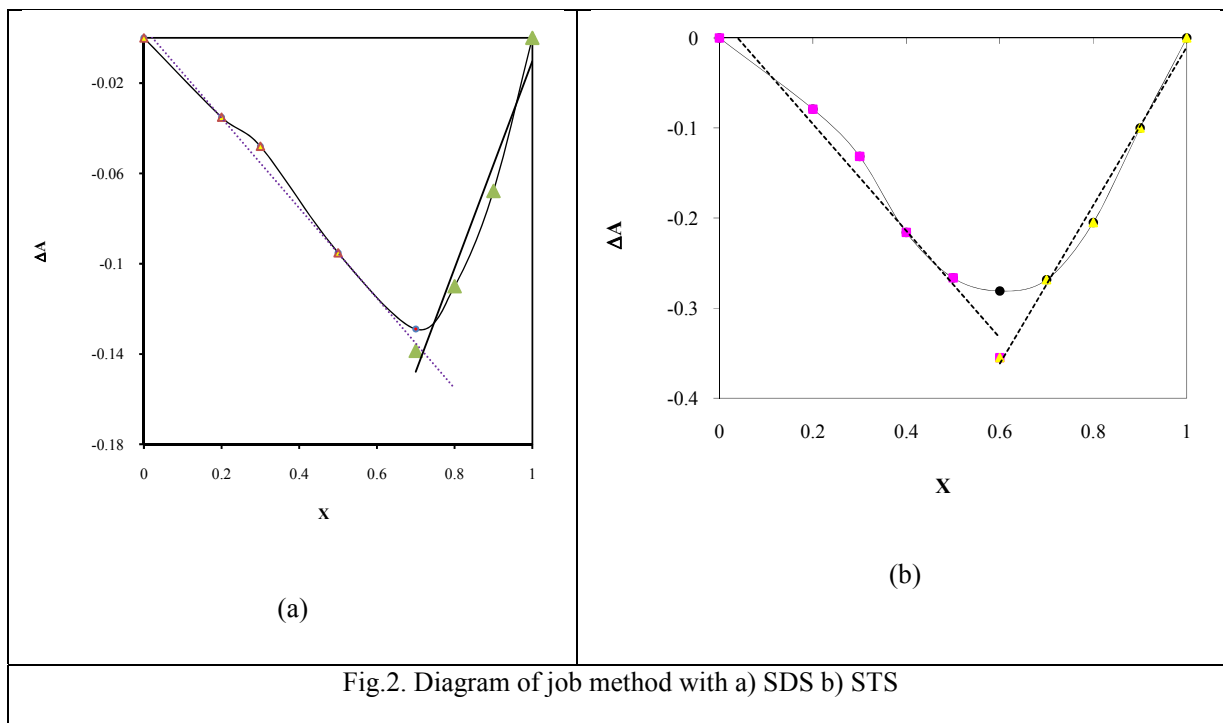 -0.02
-0.06
-0.1
-0.14
-0.18
ΔA
0 0.2 0.4 0.6 0.8 1
X
(a)
0
-0.1
-0.2
-0.3
-0.4
ΔA
0 0.2 0.4 0.6 0.8 1
X
(b)
Fig.2. Diagram of job method with a) SDS b) STS